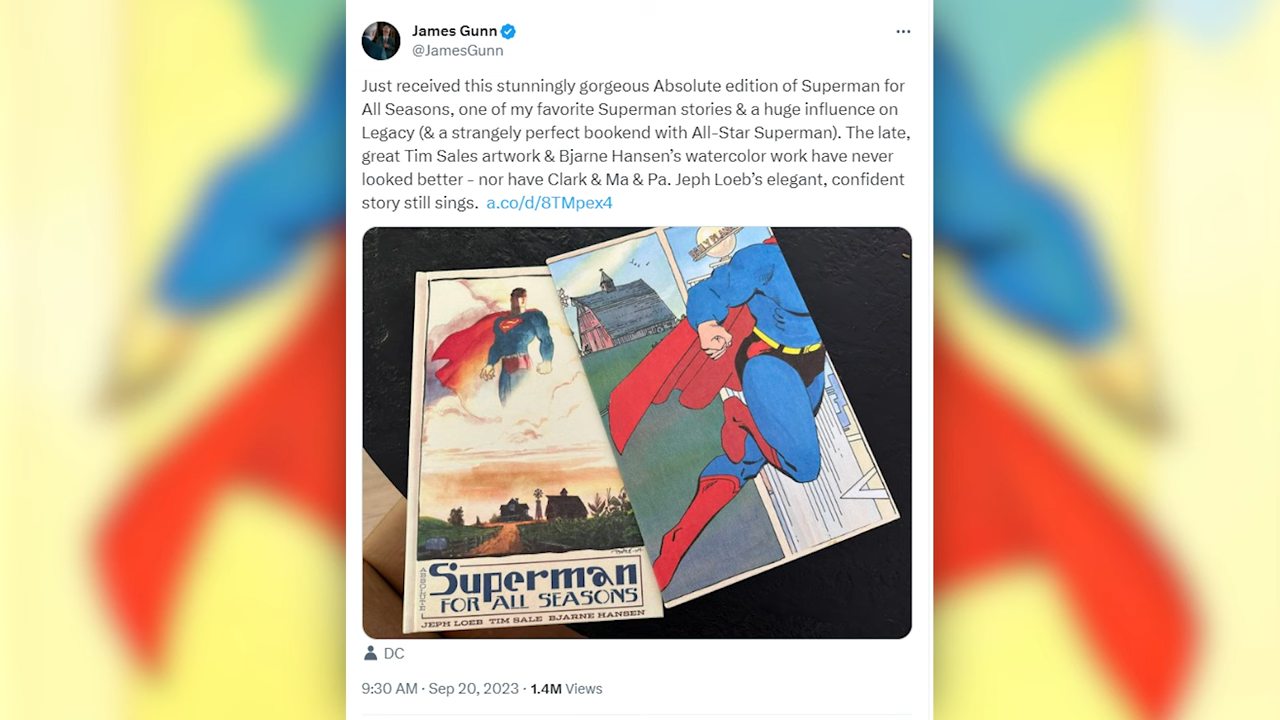 James Gunn
@JamesGunn
Just received this stunningly gorgeous Absolute edition of Superman for
All Seasons, one of my favorite Superman stories & a huge influence on
Legacy (& a strangely perfect bookend with All-Star Superman). The late,
great Tim Sales artwork & Bjarne Hansen's watercolor work have never
looked better - nor have Clark & Ma & Pa. Jeph Loeb's elegant, confident
story still sings. a.co/d/8TMpex4
DAILY PLANET
ABSOLUTE
Superman
FOR ALL SEASONS
JEPH LOEB TIM SALE BJARNE HANSEN
DC
9:30 AM · Sep 20, 2023 · 1.4M Views